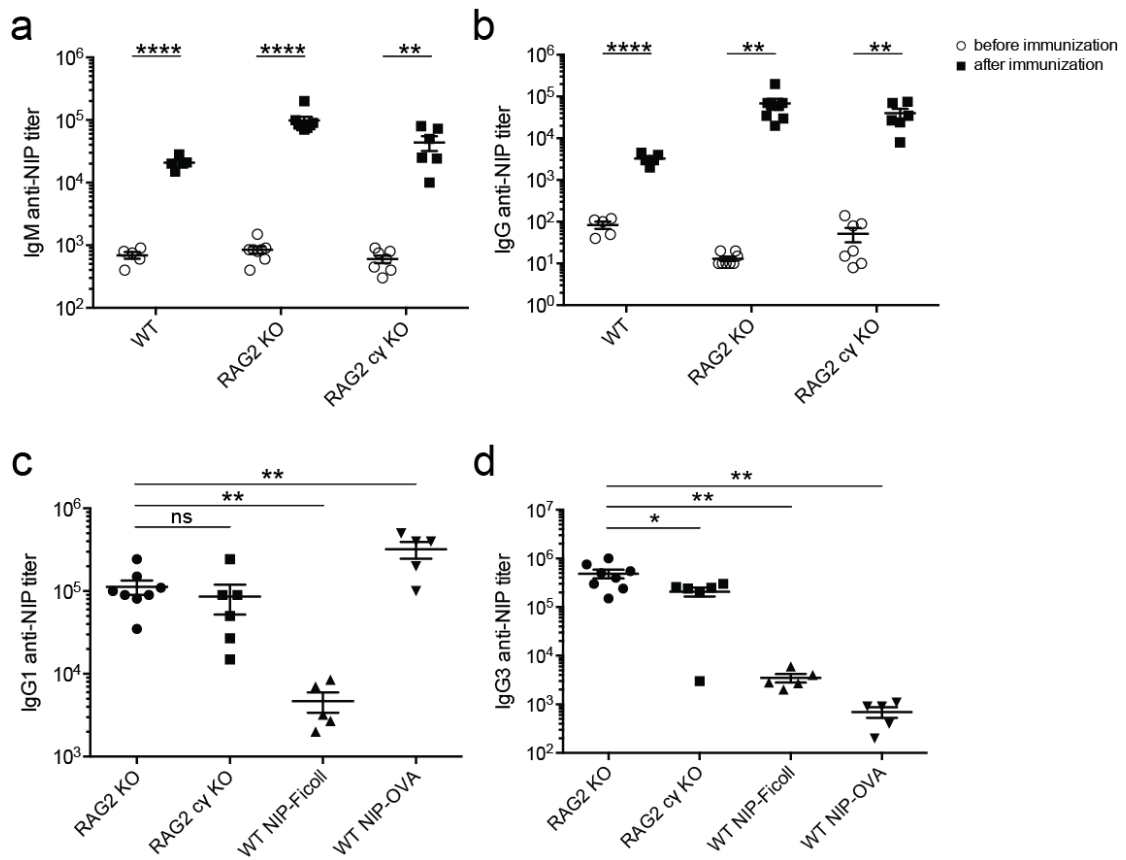 a
IgM anti-NIP titer
10⁶
10⁵
10⁴
10³
10²
**** **** **
WT
RAG2 KO
RAG2 cγ KO
b
IgG anti-NIP titer
10⁶
10⁵
10⁴
10³
10²
10¹
10⁰
**** ** **
WT
RAG2 KO
RAG2 cγ KO
before immunization
after immunization
c
IgG1 anti-NIP titer
10⁶
10⁵
10⁴
10³
**
**
ns
RAG2 KO
RAG2 cγ KO
WT NIP-Ficoll
WT NIP-OVA
d
IgG3 anti-NIP titer
10⁷
10⁶
10⁵
10⁴
10³
10²
**
**
*
RAG2 KO
RAG2 cγ KO
WT NIP-Ficoll
WT NIP-OVA